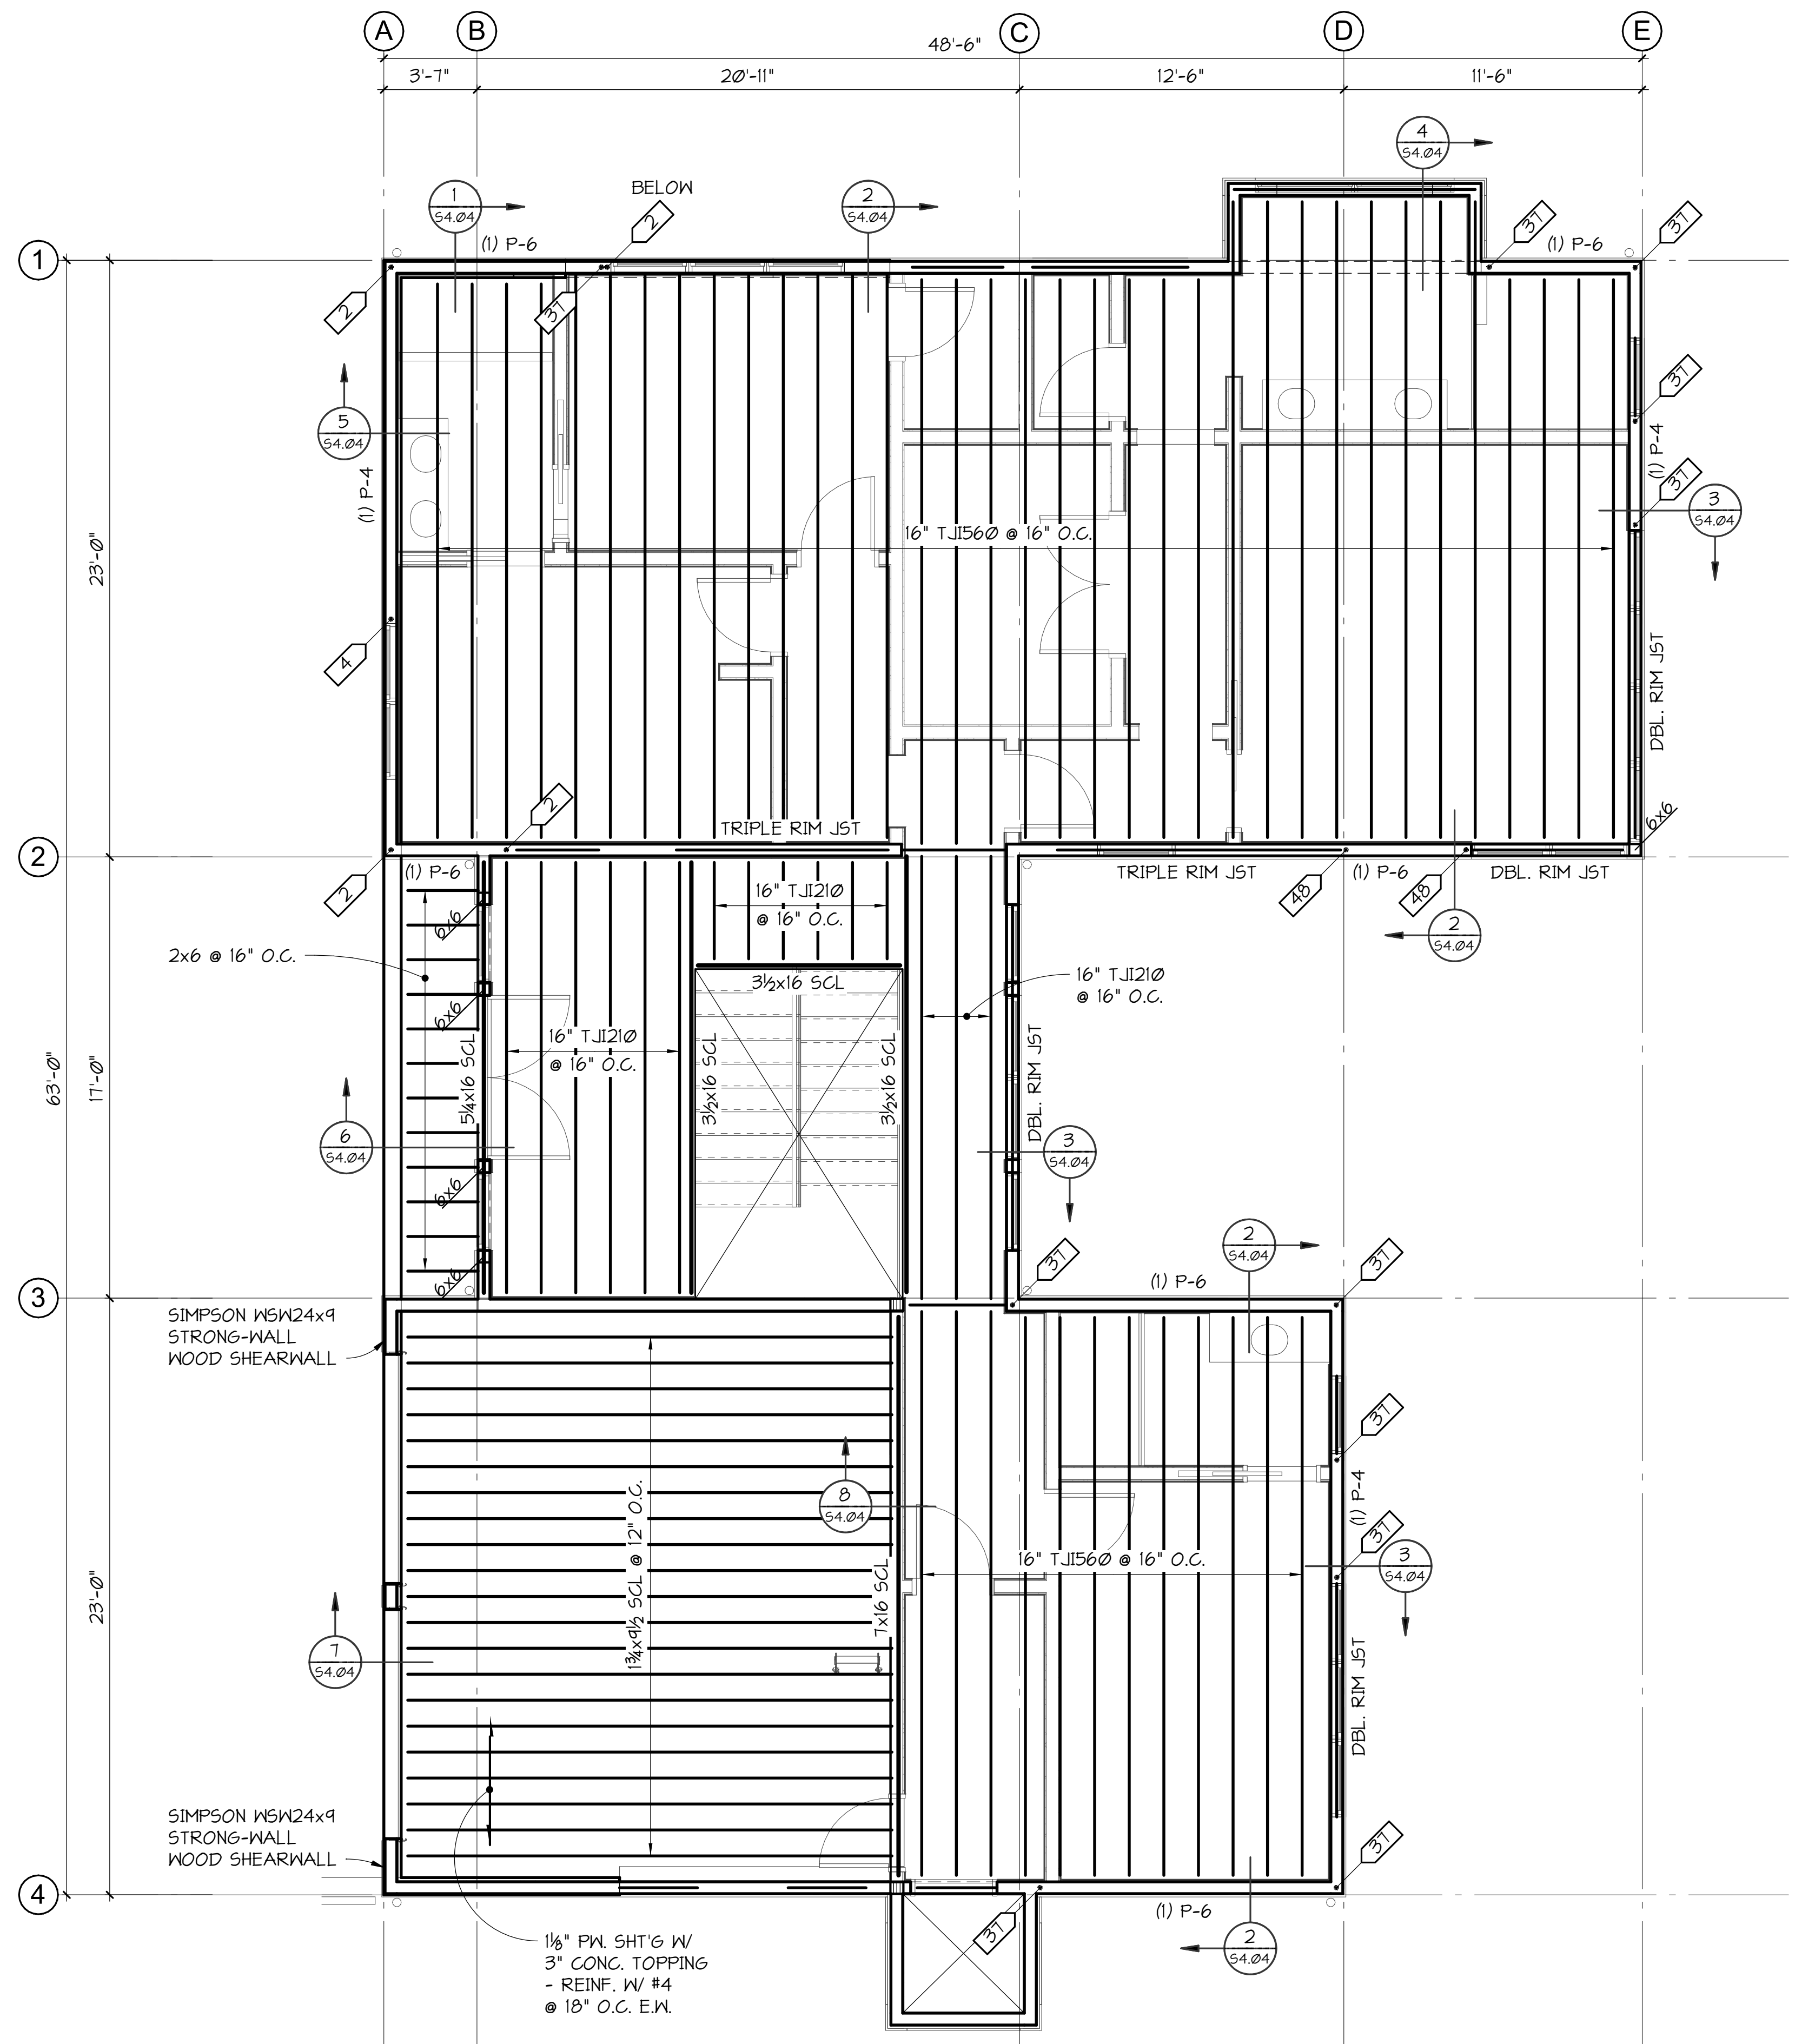 A
B
C
D
E
48'-6"
3'-7"
20'-11"
12'-6"
11'-6"
4
S4.04
1
S4.04
BELOW
2
S4.04
2
37
37
(1) P-6
(1) P-6
1
2
37
37
5
S4.04
(1) P-4
(1) P-4
37
3
S4.04
16" TJI560 @ 16" O.C.
23'-0"
4
DBL. RIM JST
2
6x6
TRIPLE RIM JST
2
(1) P-6
TRIPLE RIM JST
(1) P-6
DBL. RIM JST
2
48
48
16" TJI210
@ 16" O.C.
6x6
2
S4.04
2x6 @ 16" O.C.
3½x16 SCL
16" TJI210
@ 16" O.C.
6x6
16" TJI210
@ 16" O.C.
5¼x16 SCL
3½x16 SCL
3½x16 SCL
DBL. RIM JST
63'-0"
17'-0"
6
S4.04
3
S4.04
6x6
2
S4.04
37
37
6x6
(1) P-6
3
SIMPSON WSW24x9
STRONG-WALL
WOOD SHEARWALL
37
8
S4.04
(1) P-4
37
1¾x9½ SCL @ 12" O.C.
16" TJI560 @ 16" O.C.
3
S4.04
7x16 SCL
23'-0"
7
S4.04
DBL. RIM JST
SIMPSON WSW24x9
STRONG-WALL
WOOD SHEARWALL
37
4
(1) P-6
37
2
S4.04
1⅛" PW. SHT'G W/
3" CONC. TOPPING
- REINF. W/ #4
@ 18" O.C. E.W.